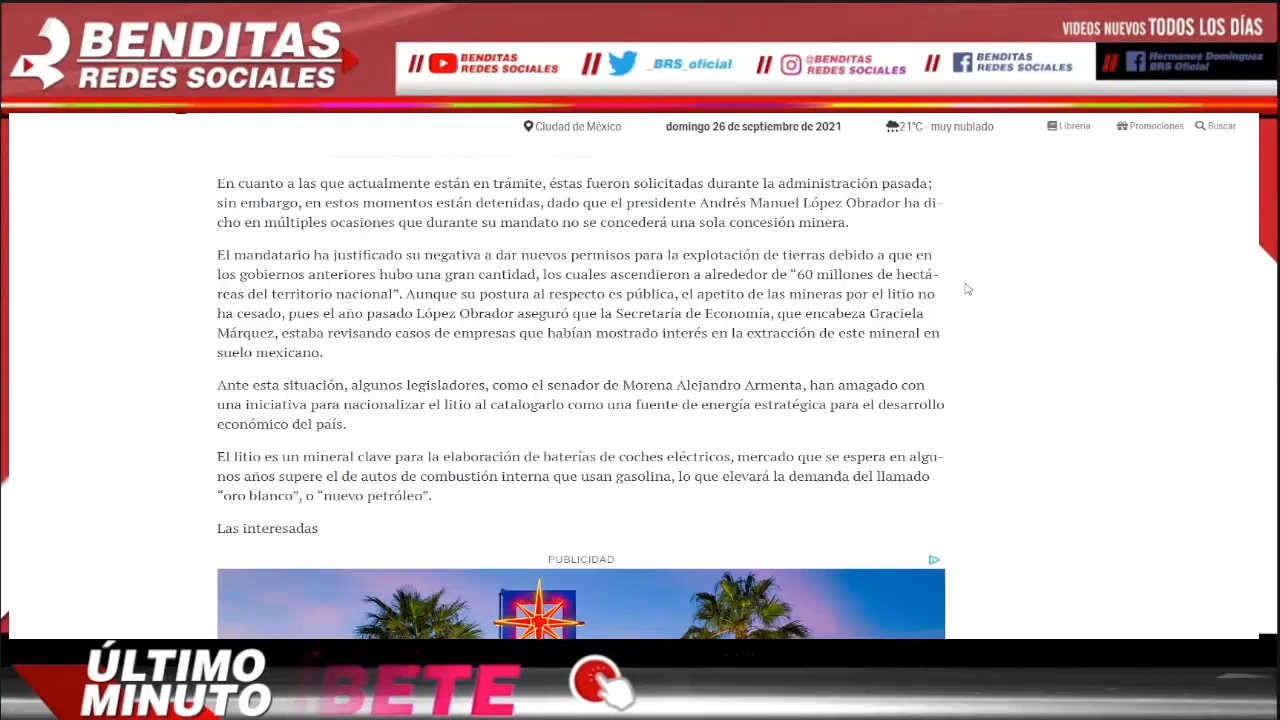 BENDITAS
REDES SOCIALES
VIDEOS NUEVOS TODOS LOS DÍAS
// BENDITAS REDES SOCIALES // _BRS_oficial // @BENDITAS REDES SOCIALES // BENDITAS REDES SOCIALES // Hermanos Domínguez BRS Oficial
Ciudad de México domingo 26 de septiembre de 2021 21°C - muy nublado Librería Promociones Buscar
En cuanto a las que actualmente están en trámite, éstas fueron solicitadas durante la administración pasada;
sin embargo, en estos momentos están detenidas, dado que el presidente Andrés Manuel López Obrador ha di-
cho en múltiples ocasiones que durante su mandato no se concederá una sola concesión minera.
El mandatario ha justificado su negativa a dar nuevos permisos para la explotación de tierras debido a que en
los gobiernos anteriores hubo una gran cantidad, los cuales ascendieron a alrededor de “60 millones de hectá-
reas del territorio nacional”. Aunque su postura al respecto es pública, el apetito de las mineras por el litio no
ha cesado, pues el año pasado López Obrador aseguró que la Secretaría de Economía, que encabeza Graciela
Márquez, estaba revisando casos de empresas que habían mostrado interés en la extracción de este mineral en
suelo mexicano.
Ante esta situación, algunos legisladores, como el senador de Morena Alejandro Armenta, han amagado con
una iniciativa para nacionalizar el litio al catalogarlo como una fuente de energía estratégica para el desarrollo
económico del país.
El litio es un mineral clave para la elaboración de baterías de coches eléctricos, mercado que se espera en algu-
nos años supere el de autos de combustión interna que usan gasolina, lo que elevará la demanda del llamado
“oro blanco”, o “nuevo petróleo”.
Las interesadas
PUBLICIDAD
ÚLTIMO
MINUTO
ÍBETE